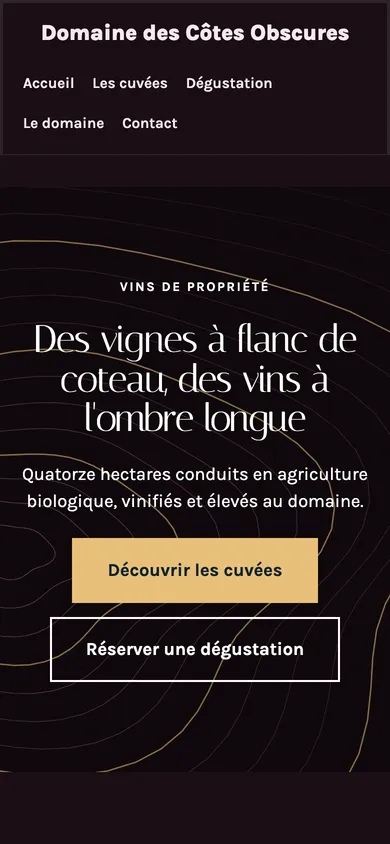 Domaine des Côtes Obscures
Accueil Les cuvées Dégustation
Le domaine Contact
VINS DE PROPRIÉTÉ
Des vignes à flanc de
coteau, des vins à
l'ombre longue
Quatorze hectares conduits en agriculture
biologique, vinifiés et élevés au domaine.
Découvrir les cuvées
Réserver une dégustation